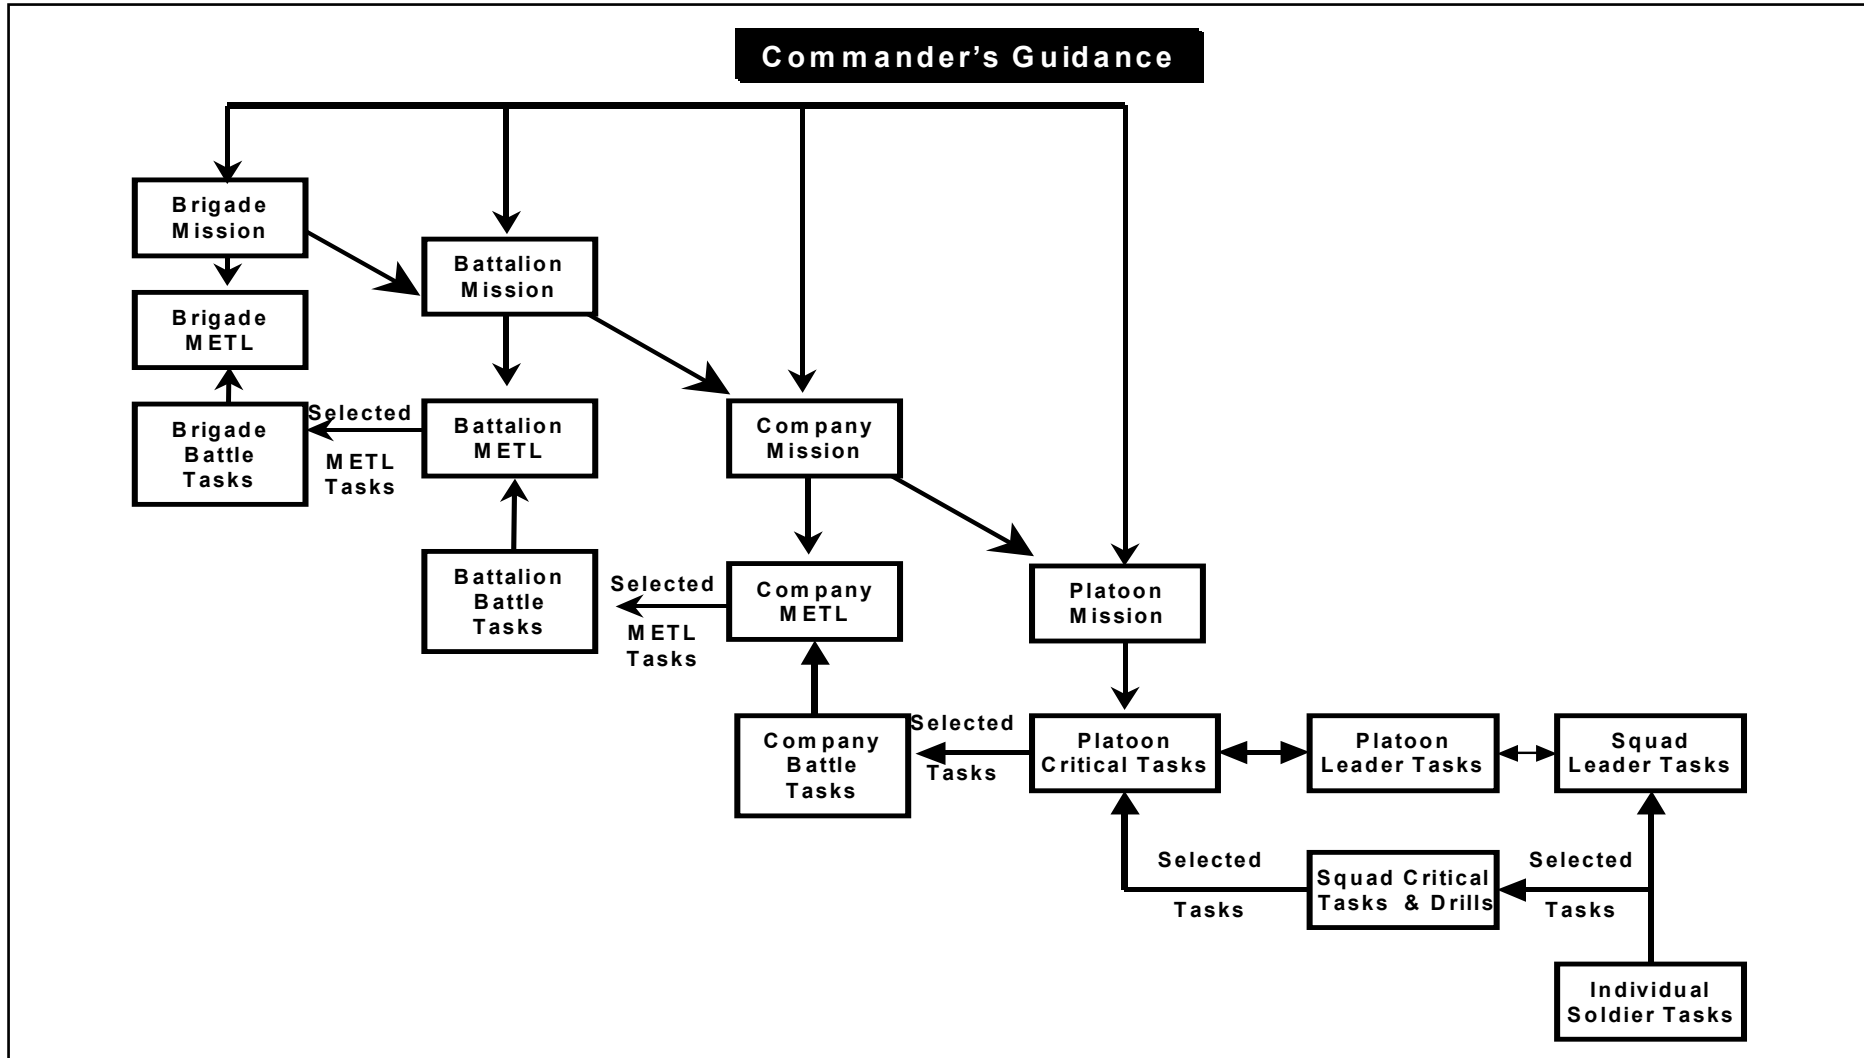 Commander's Guidance
Brigade
Mission
Battalion
Mission
Brigade
METL
Brigade
Battle
Tasks
Selected
METL
Tasks
Battalion
METL
Company
Mission
Battalion
Battle
Tasks
Selected
METL
Tasks
Company
METL
Platoon
Mission
Company
Battle
Tasks
Selected
Tasks
Platoon
Critical Tasks
Platoon
Leader Tasks
Squad
Leader Tasks
Selected
Tasks
Squad Critical
Tasks & Drills
Selected
Tasks
Individual
Soldier Tasks